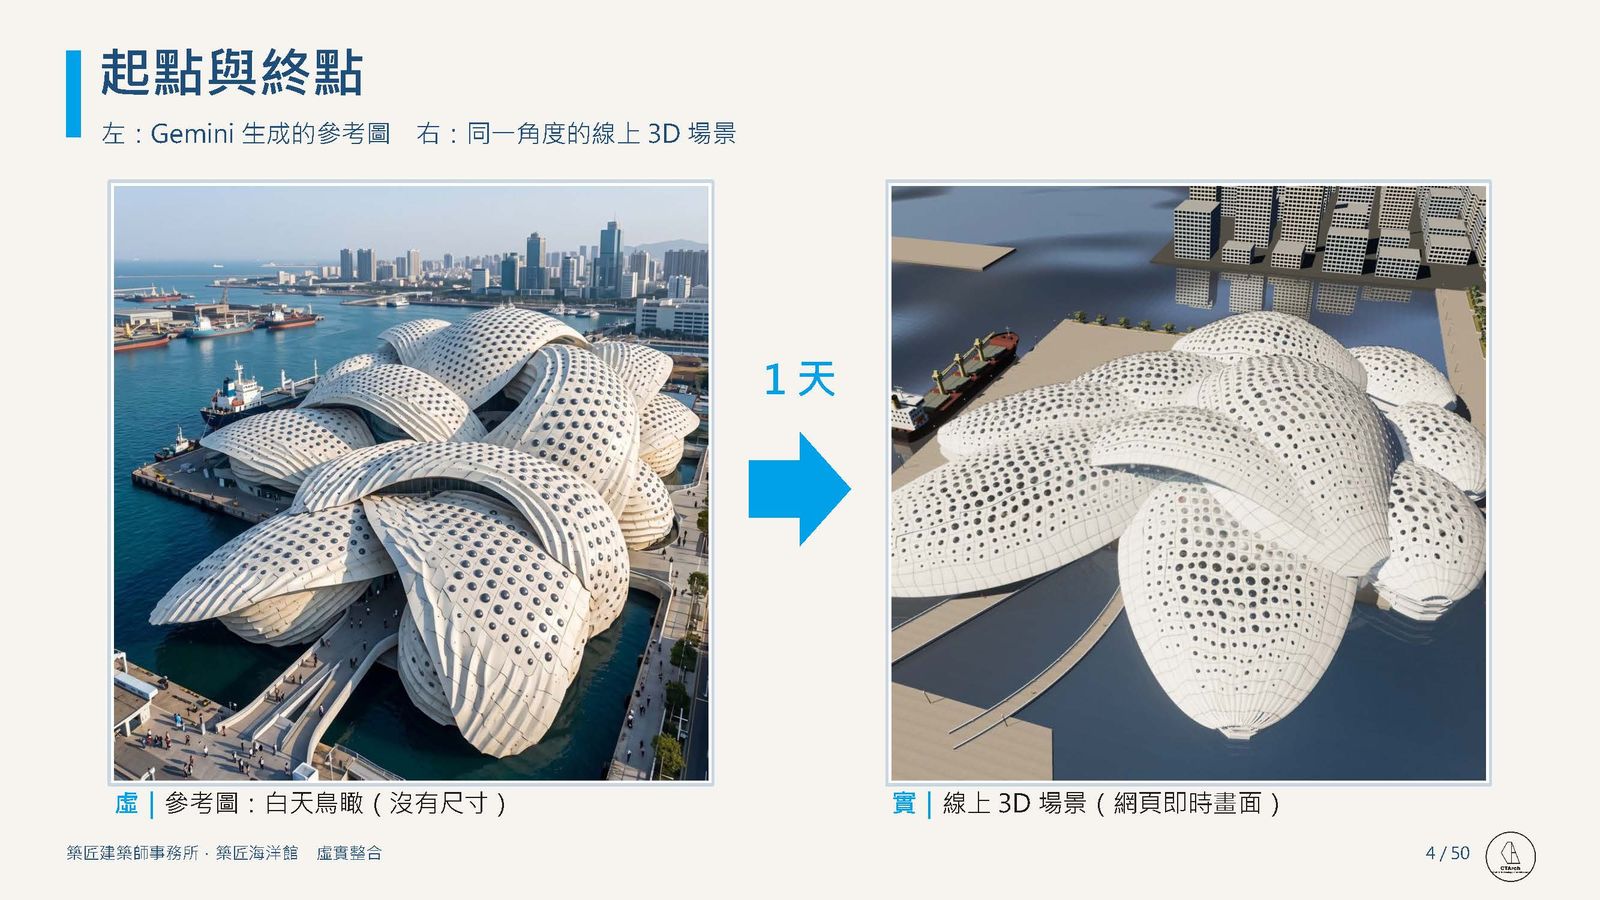 起點與終點
左：Gemini 生成的參考圖　右：同一角度的線上 3D 場景
1 天
虛｜參考圖：白天鳥瞰（沒有尺寸）
實｜線上 3D 場景（網頁即時畫面）
築匠建築師事務所．築匠海洋館　虛實整合
4 / 50
CTArch